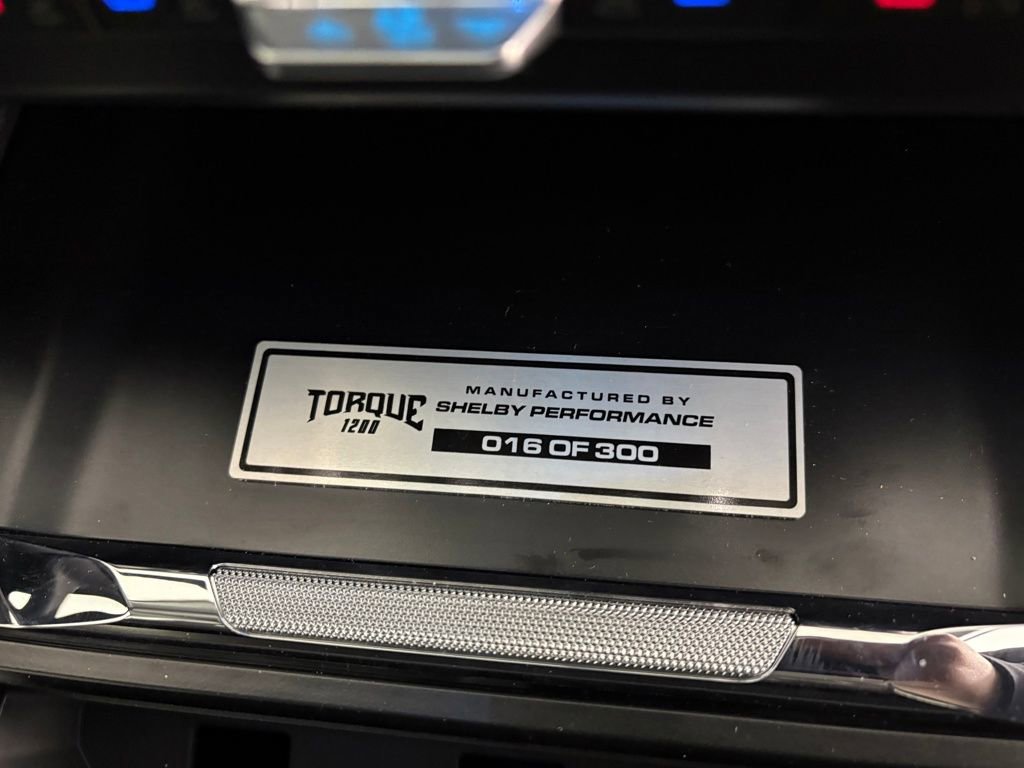 TORQUE
1200
MANUFACTURED BY
SHELBY PERFORMANCE
016 OF 300